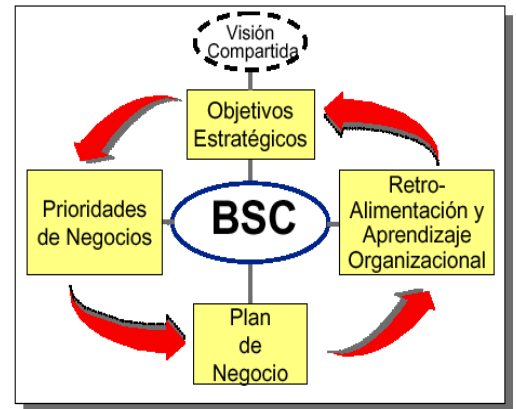 Visión
Compartida
Objetivos
Estratégicos
Prioridades
de Negocios
BSC
Retro-
Alimentación y
Aprendizaje
Organizacional
Plan
de
Negocio